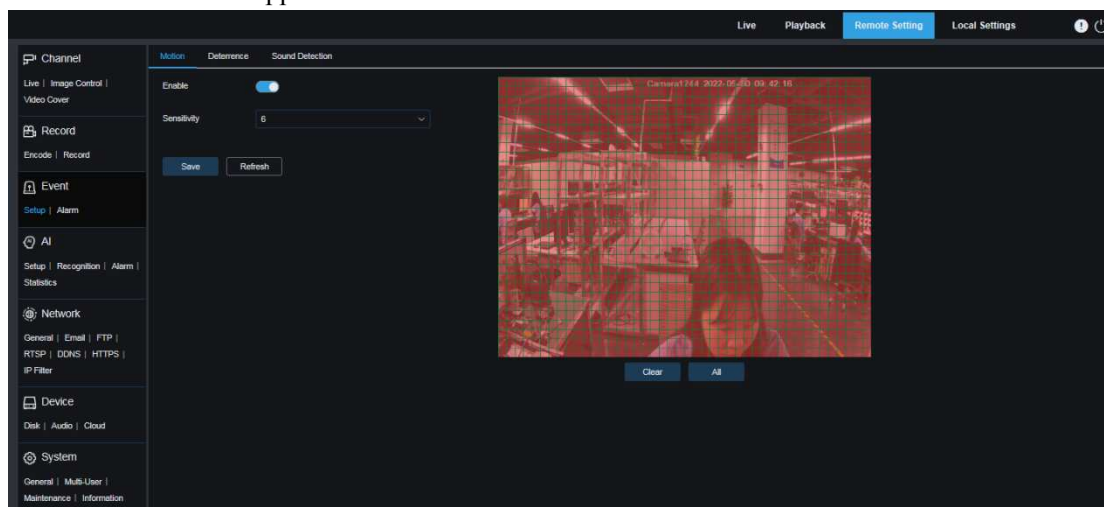 Live Playback Remote Setting Local Settings
Channel
Live | Image Control |
Video Cover
Record
Encode | Record
Event
Setup | Alarm
AI
Setup | Recognition | Alarm |
Statistics
Network
General | Email | FTP |
RTSP | DDNS | HTTPS |
IP Filter
Device
Disk | Audio | Cloud
System
General | Multi-User |
Maintenance | Information
Motion Deterrence Sound Detection
Enable
Sensitivity 6
Save Refresh
Clear All